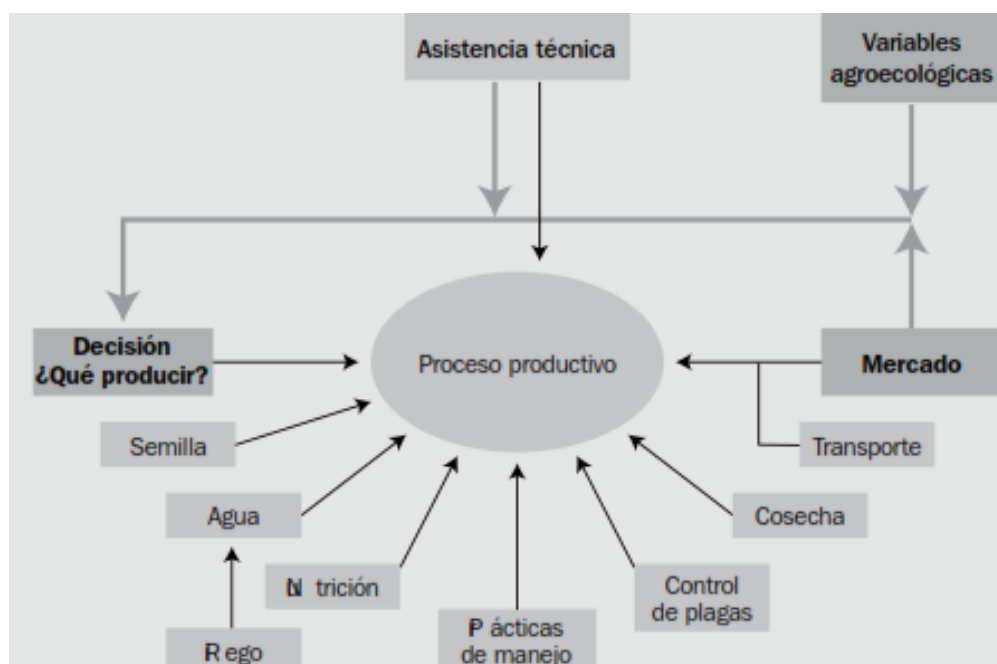 Asistencia técnica
Variables
agroecológicas
Decisión
¿Qué producir?
Proceso productivo
Mercado
Semilla
Transporte
Agua
Cosecha
trición
Control
de plagas
P ácticas
de manejo
R ego